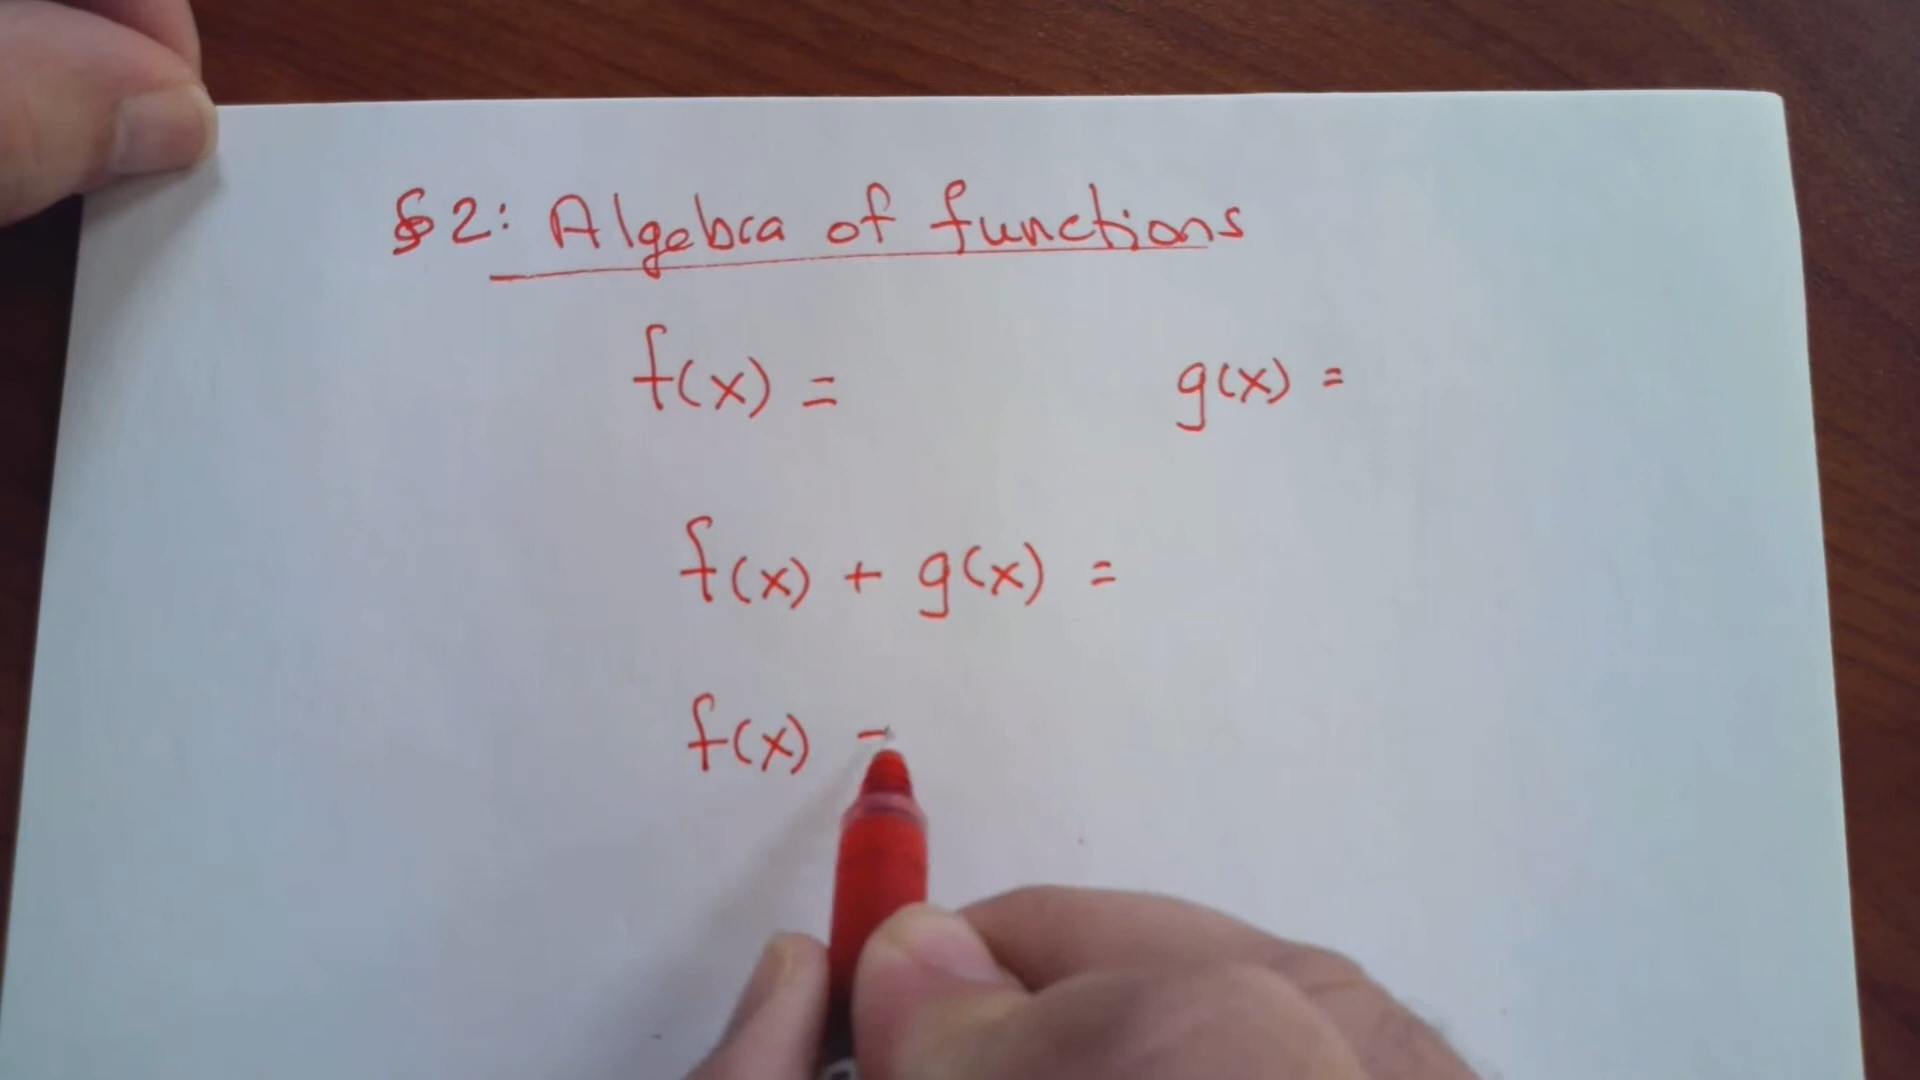 §2: Algebra of functions
f(x) = g(x) =
f(x) + g(x) =
f(x) -